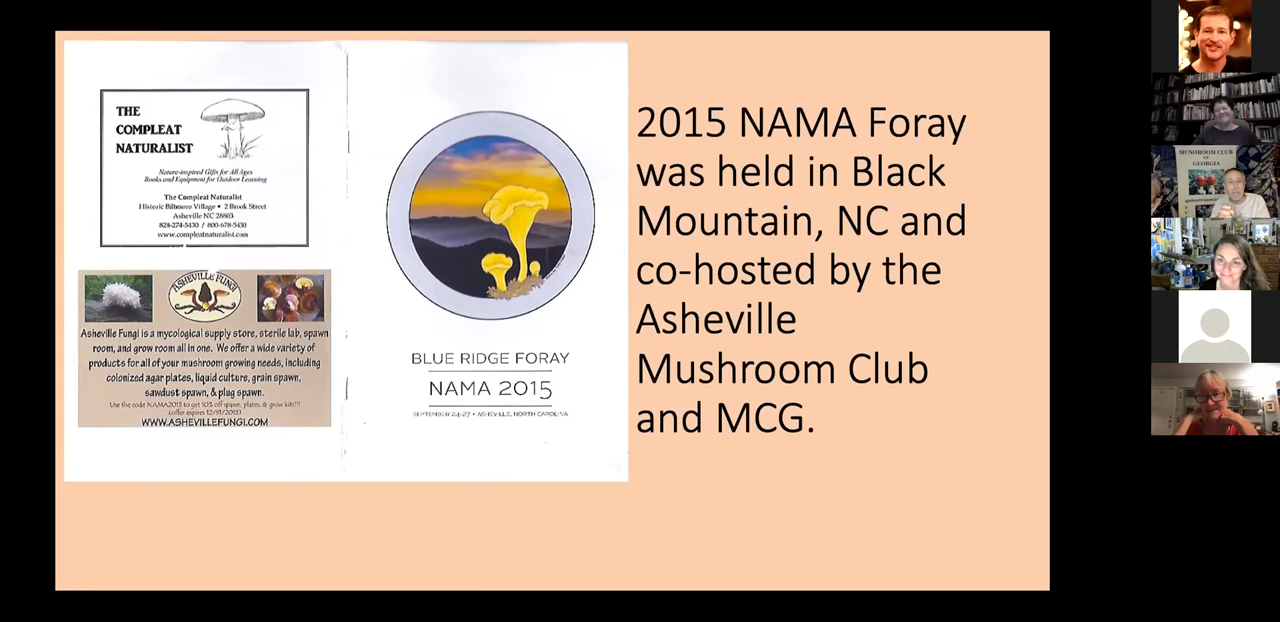 THE
COMPLEAT
NATURALIST
Nature-inspired Gifts for All Ages
Books and Equipment for Outdoor Learning
The Compleat Naturalist
Historic Biltmore Village • 2 Brook Street
Asheville NC 28803
828-274-5430 / 800-678-5430
www.compleatnaturalist.com
ASHEVILLE FUNGI
Asheville Fungi is a mycological supply store, sterile lab, spawn
room, and grow room all in one. We offer a wide variety of
products for all of your mushroom growing needs, including
colonized agar plates, liquid culture, grain spawn,
sawdust spawn, & plug spawn.
Use the code NAMA2015 to get 10% off spawn, plates, & grow kits!!!
(offer expires 12/31/2015)
WWW.ASHEVILLEFUNGI.COM
BLUE RIDGE FORAY
NAMA 2015
SEPTEMBER 24-27 • ASHEVILLE, NORTH CAROLINA
2015 NAMA Foray
was held in Black
Mountain, NC and
co-hosted by the
Asheville
Mushroom Club
and MCG.
MUSHROOM CLUB
OF
GEORGIA